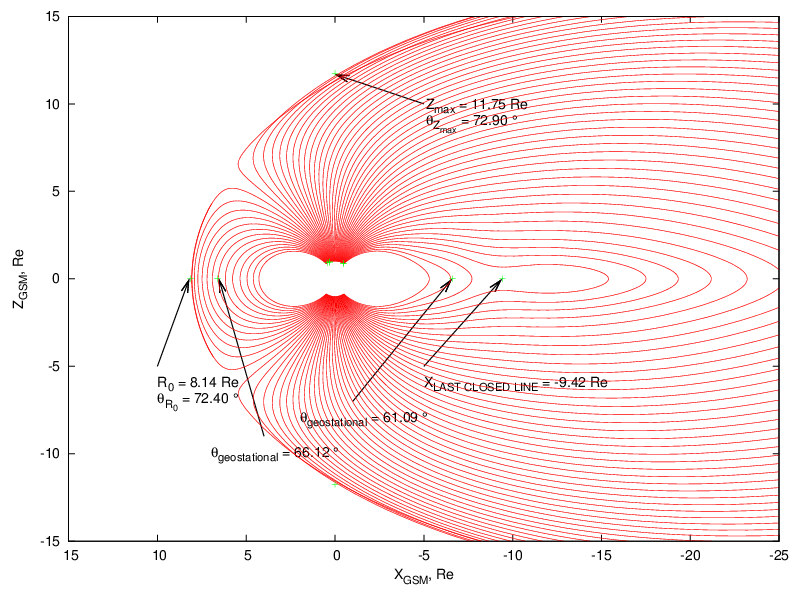 15
10
5
0
-5
-10
-15
Z_GSM, Re
Z_max = 11.75 Re
θ_Z_max = 72.90 °
R_0 = 8.14 Re
θ_R_0 = 72.40 °
X_LAST CLOSED LINE = -9.42 Re
θ_geostational = 61.09 °
θ_geostational = 66.12 °
15 10 5 0 -5 -10 -15 -20 -25
X_GSM, Re